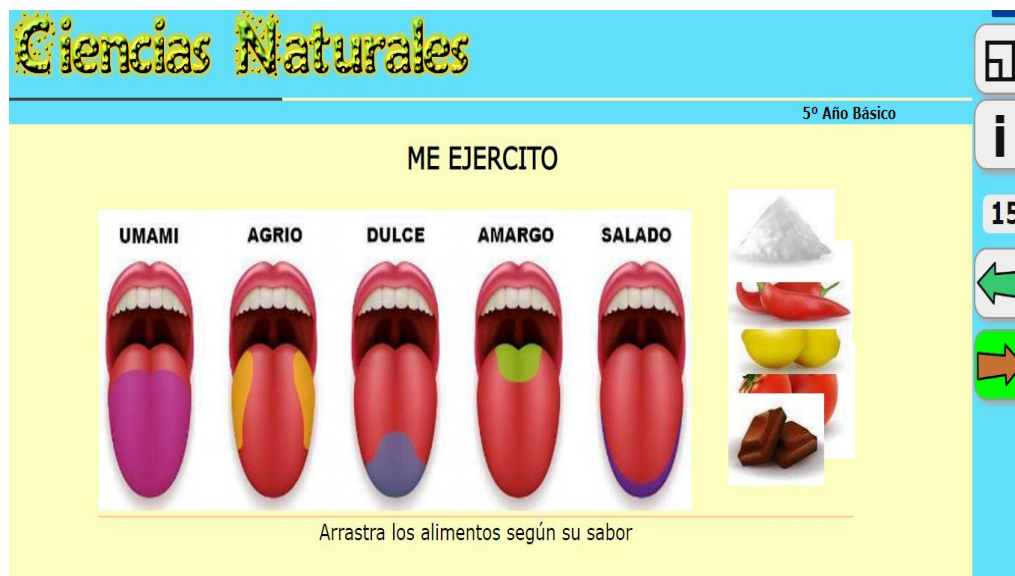 Ciencias Naturales
5º Año Básico
ME EJERCITO
UMAMI AGRIO DULCE AMARGO SALADO
Arrastra los alimentos según su sabor
i
15